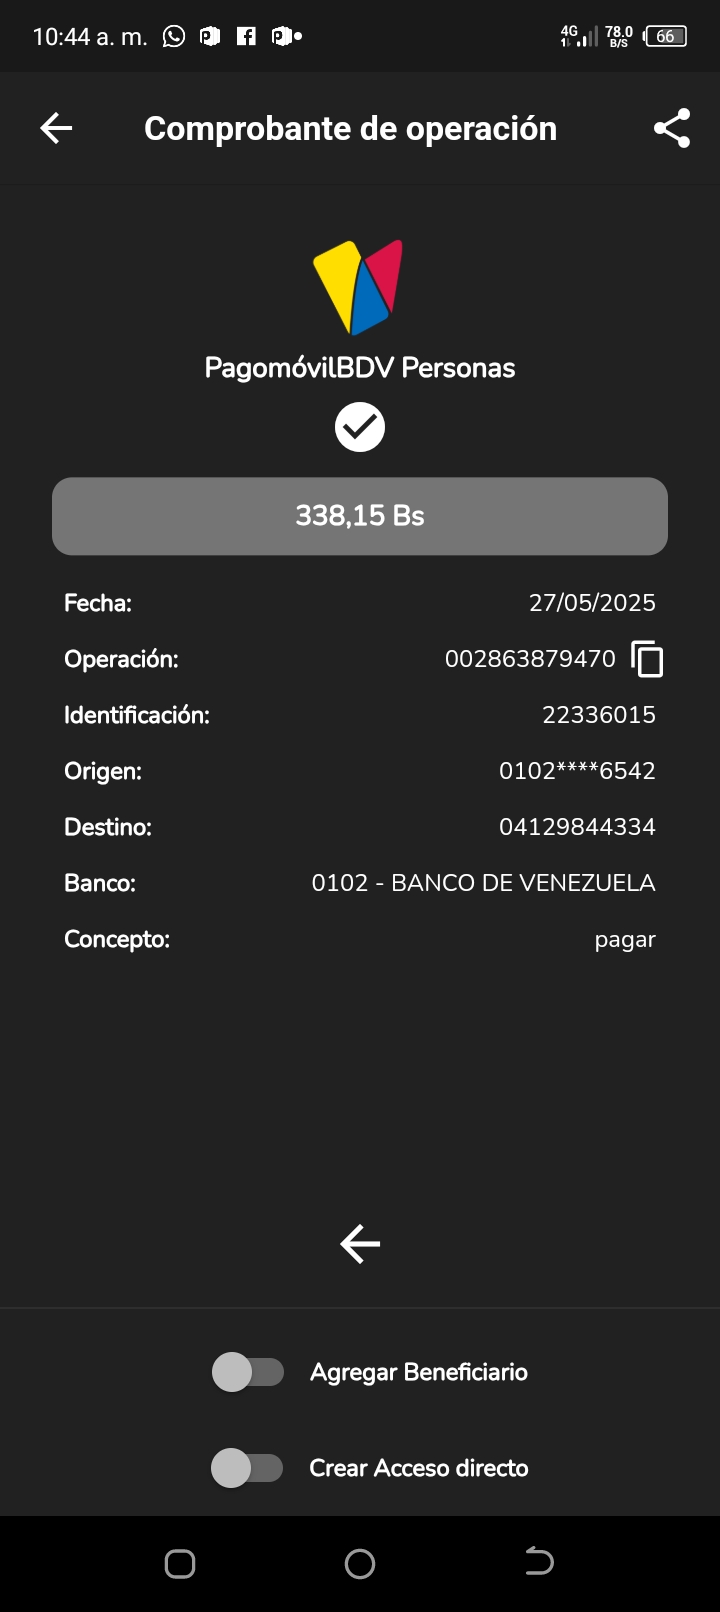 10:44 a. m. 4G 78.0 B/S 66
Comprobante de operación
PagomóvilBDV Personas
338,15 Bs
Fecha: 27/05/2025
Operación: 002863879470
Identificación: 22336015
Origen: 0102****6542
Destino: 04129844334
Banco: 0102 - BANCO DE VENEZUELA
Concepto: pagar
Agregar Beneficiario
Crear Acceso directo